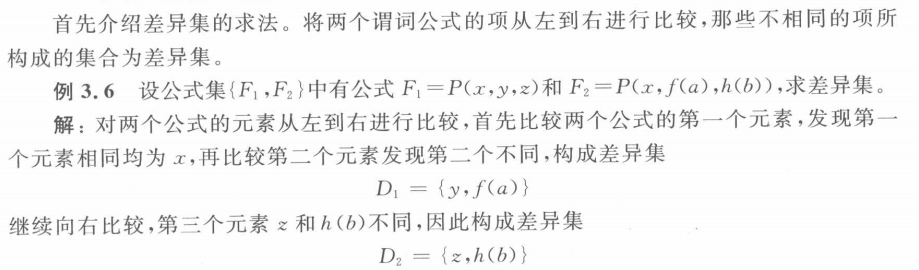 首先介绍差异集的求法。将两个谓词公式的项从左到右进行比较,那些不相同的项所
构成的集合为差异集。
例 3.6 设公式集{F₁,F₂}中有公式 F₁=P(x,y,z)和 F₂=P(x,f(a),h(b)),求差异集。
解:对两个公式的元素从左到右进行比较,首先比较两个公式的第一个元素,发现第一
个元素相同均为 x,再比较第二个元素发现第二个不同,构成差异集
D₁ = {y,f(a)}
继续向右比较,第三个元素 z 和 h(b)不同,因此构成差异集
D₂ = {z,h(b)}